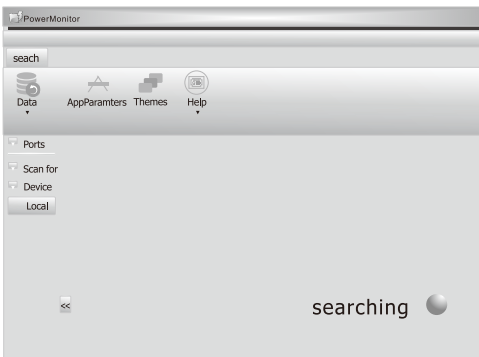 PowerMonitor
seach
Data AppParamters Themes Help
Ports
Scan for
Device
Local
<< searching